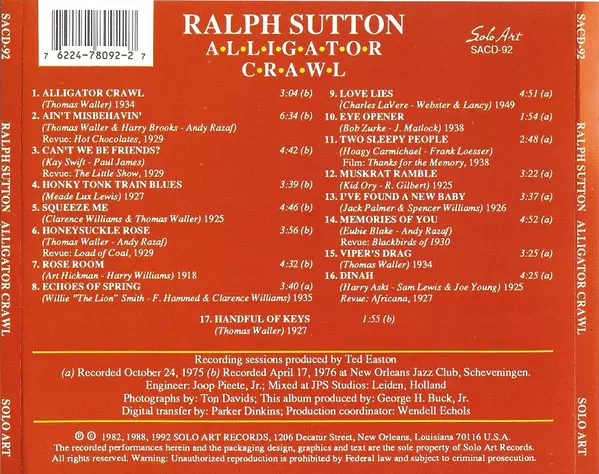 SACD-92
RALPH SUTTON ALLIGATOR CRAWL
SOLO ART
7 6224-78092-2 7
RALPH SUTTON
A•L•L•I•G•A•T•O•R
C•R•A•W•L
Solo Art
SACD-92
1. ALLIGATOR CRAWL 3:04 (b)
(Thomas Waller) 1934
2. AIN'T MISBEHAVIN' 6:34 (b)
(Thomas Waller & Harry Brooks - Andy Razaf)
Revue: Hot Chocolates, 1929
3. CAN'T WE BE FRIENDS? 4:42 (b)
(Kay Swift - Paul James)
Revue: The Little Show, 1929
4. HONKY TONK TRAIN BLUES 3:39 (b)
(Meade Lux Lewis) 1927
5. SQUEEZE ME 4:46 (b)
(Clarence Williams & Thomas Waller) 1925
6. HONEYSUCKLE ROSE 3:56 (b)
(Thomas Waller - Andy Razaf)
Revue: Load of Coal, 1929
7. ROSE ROOM 4:32 (b)
(Art Hickman - Harry Williams) 1918
8. ECHOES OF SPRING 3:40 (a)
(Willie "The Lion" Smith - F. Hammed & Clarence Williams) 1935
9. LOVE LIES 4:51 (a)
(Charles LaVere - Webster & Lancy) 1949
10. EYE OPENER 1:54 (a)
(Bob Zurke - J. Matlock) 1938
11. TWO SLEEPY PEOPLE 2:48 (a)
(Hoagy Carmichael - Frank Loesser)
Film: Thanks for the Memory, 1938
12. MUSKRAT RAMBLE 3:22 (a)
(Kid Ory - R. Gilbert) 1925
13. I'VE FOUND A NEW BABY 3:37 (a)
(Jack Palmer & Spencer Williams) 1926
14. MEMORIES OF YOU 4:52 (a)
(Eubie Blake - Andy Razaf)
Revue: Blackbirds of 1930
15. VIPER'S DRAG 3:25 (a)
(Thomas Waller) 1934
16. DINAH 4:25 (a)
(Harry Askt - Sam Lewis & Joe Young) 1925
Revue: Africana, 1927
17. HANDFUL OF KEYS 1:55 (b)
(Thomas Waller) 1927
Recording sessions produced by Ted Easton
(a) Recorded October 24, 1975 (b) Recorded April 17, 1976 at New Orleans Jazz Club, Scheveningen.
Engineer: Joop Pieete, Jr.; Mixed at JPS Studios: Leiden, Holland
Photographs by: Ton Davids; This album produced by: George H. Buck, Jr.
Digital transfer by: Parker Dinkins; Production coordinator: Wendell Echols
℗ © 1982, 1988, 1992 SOLO ART RECORDS, 1206 Decatur Street, New Orleans, Louisiana 70116 U.S.A.
The recorded performances herein and the packaging design, graphics and text are the sole property of Solo Art Records.
All rights reserved. Warning: Unauthorized reproduction is prohibited by Federal law and subject to criminal prosecution.
SACD-92
RALPH SUTTON ALLIGATOR CRAWL
SOLO ART